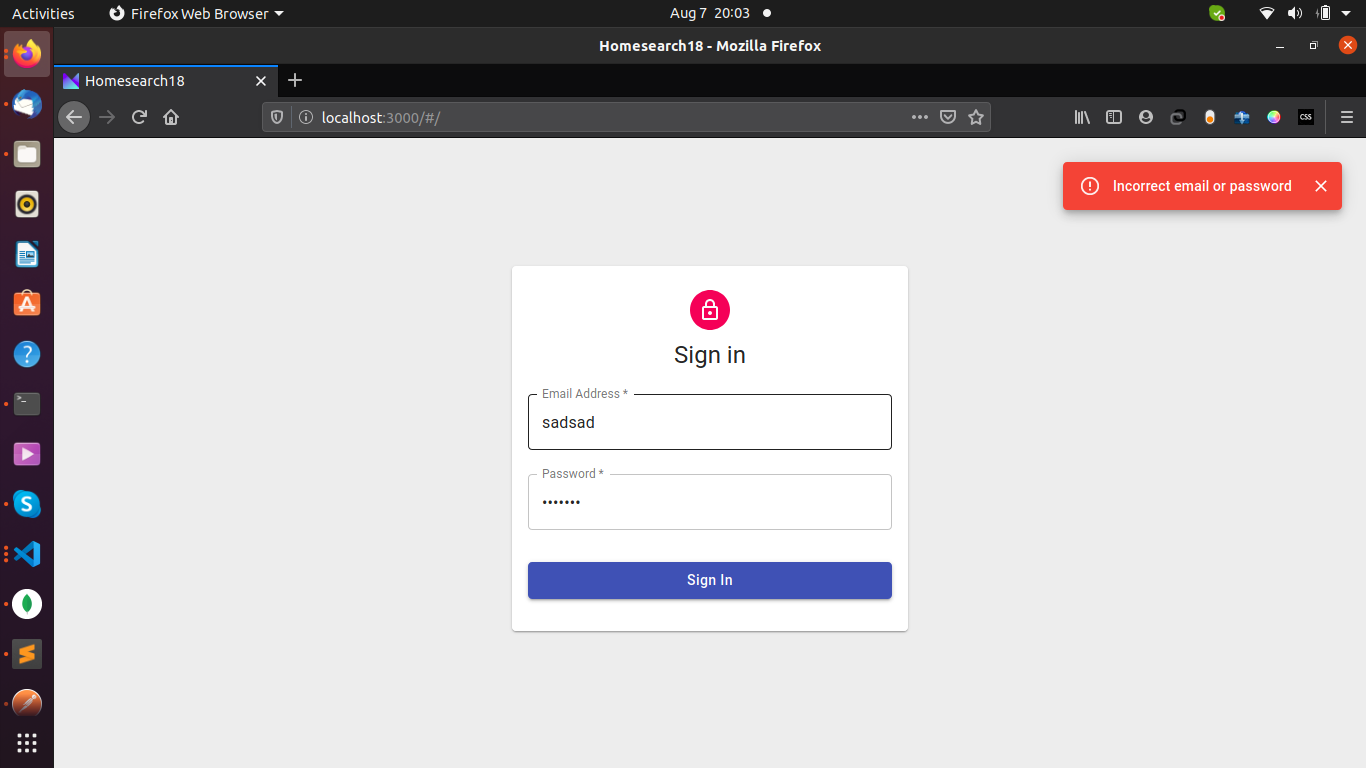 Activities
Firefox Web Browser
Aug 7 20:03
Homesearch18 - Mozilla Firefox
Homesearch18
localhost:3000/#/
CSS
Incorrect email or password
Sign in
Email Address *
sadsad
Password *
•••••••
Sign In